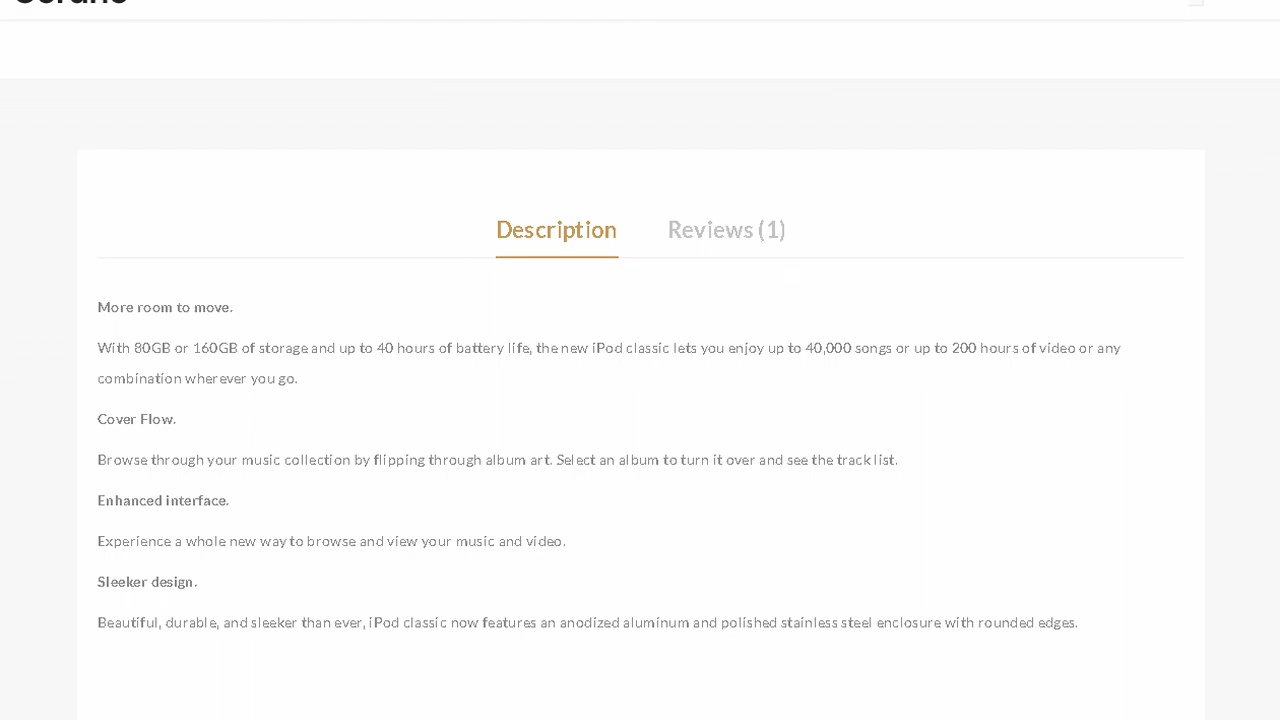 Description Reviews (1)
More room to move.
With 80GB or 160GB of storage and up to 40 hours of battery life, the new iPod classic lets you enjoy up to 40,000 songs or up to 200 hours of video or any
combination wherever you go.
Cover Flow.
Browse through your music collection by flipping through album art. Select an album to turn it over and see the track list.
Enhanced interface.
Experience a whole new way to browse and view your music and video.
Sleeker design.
Beautiful, durable, and sleeker than ever, iPod classic now features an anodized aluminum and polished stainless steel enclosure with rounded edges.